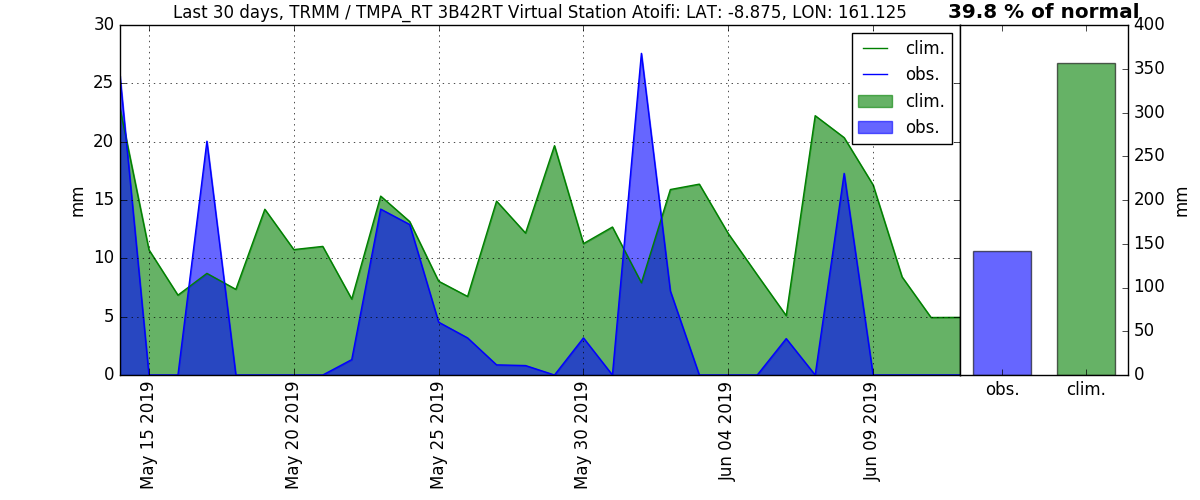 Last 30 days, TRMM / TMPA_RT 3B42RT Virtual Station Atoifi: LAT: -8.875, LON: 161.125
39.8 % of normal
mm
30
25
20
15
10
5
0
clim.
obs.
clim.
obs.
May 15 2019
May 20 2019
May 25 2019
May 30 2019
Jun 04 2019
Jun 09 2019
400
350
300
250
200
150
100
50
0
mm
obs.
clim.